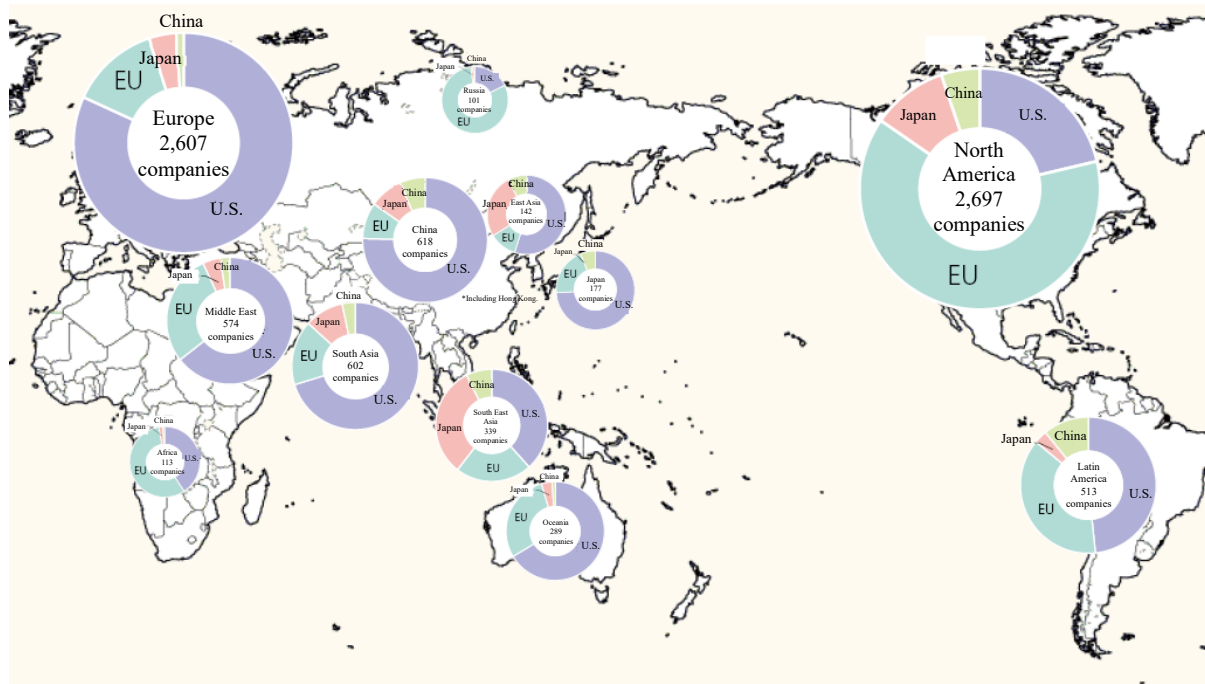 China
Japan
EU
Europe
2,607
companies
U.S.
China
Japan
U.S.
Russia
101
companies
EU
China
Japan
U.S.
North
America
2,697
companies
EU
China
Japan
EU
China
618
companies
U.S.
China
Japan
East Asia
142
companies
U.S.
EU
China
Japan
EU
Japan
177
companies
U.S.
*Including Hong Kong.
China
Japan
EU
Middle East
574
companies
U.S.
China
Japan
EU
South Asia
602
companies
U.S.
China
U.S.
Japan
South East
Asia
339
companies
EU
China
Japan
Africa
113
companies
U.S.
EU
China
Japan
EU
Oceania
289
companies
U.S.
China
Japan
Latin
America
513
companies
U.S.
EU